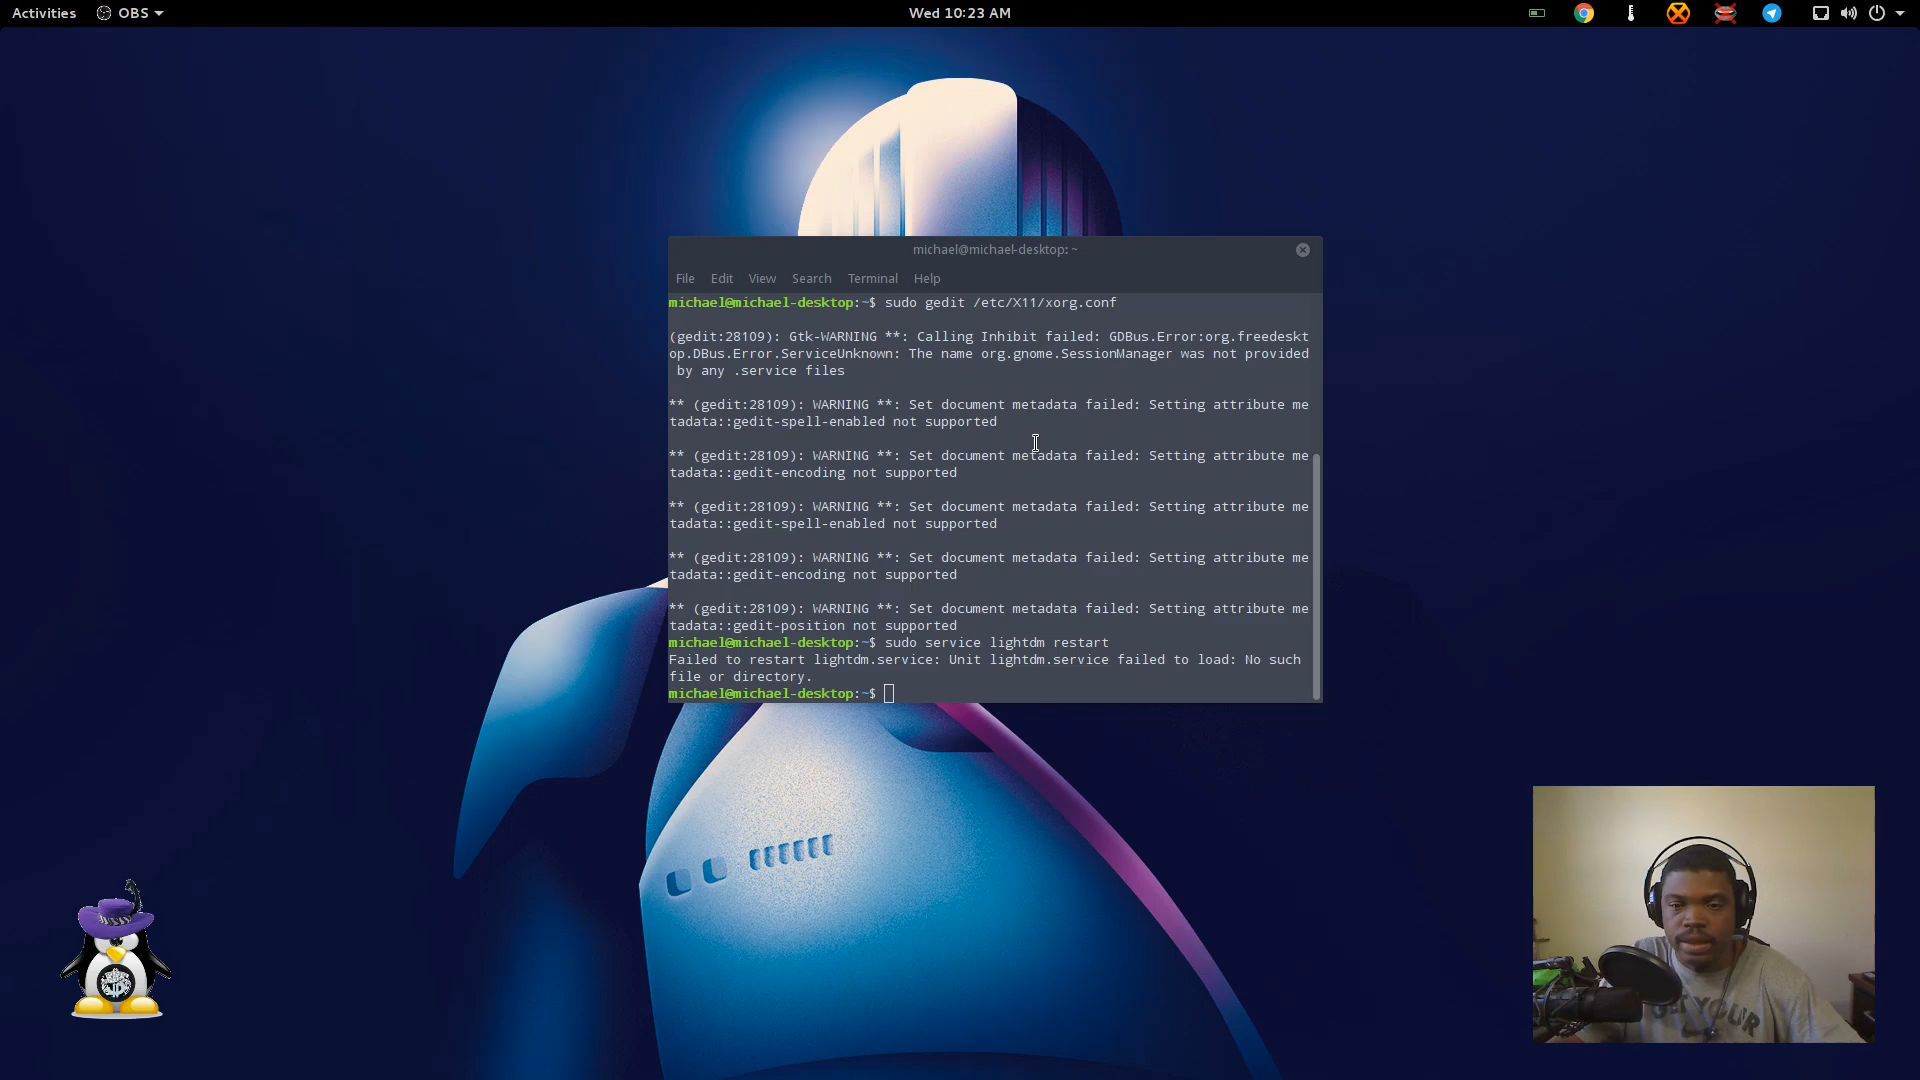 Activities OBS Wed 10:23 AM
michael@michael-desktop: ~
File Edit View Search Terminal Help
michael@michael-desktop:~$ sudo gedit /etc/X11/xorg.conf
(gedit:28109): Gtk-WARNING **: Calling Inhibit failed: GDBus.Error:org.freedeskt
op.DBus.Error.ServiceUnknown: The name org.gnome.SessionManager was not provided
by any .service files
** (gedit:28109): WARNING **: Set document metadata failed: Setting attribute me
tadata::gedit-spell-enabled not supported
** (gedit:28109): WARNING **: Set document metadata failed: Setting attribute me
tadata::gedit-encoding not supported
** (gedit:28109): WARNING **: Set document metadata failed: Setting attribute me
tadata::gedit-spell-enabled not supported
** (gedit:28109): WARNING **: Set document metadata failed: Setting attribute me
tadata::gedit-encoding not supported
** (gedit:28109): WARNING **: Set document metadata failed: Setting attribute me
tadata::gedit-position not supported
michael@michael-desktop:~$ sudo service lightdm restart
Failed to restart lightdm.service: Unit lightdm.service failed to load: No such
file or directory.
michael@michael-desktop:~$